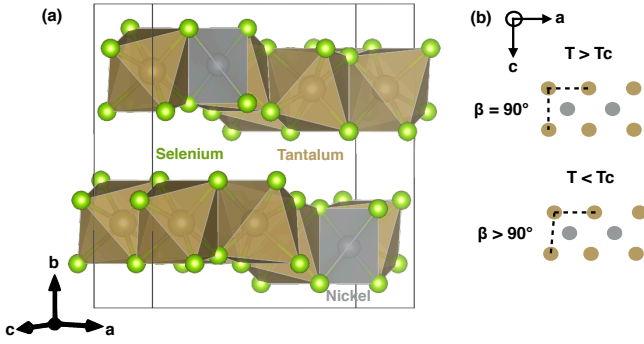 (a)
Selenium
Tantalum
Nickel
b
c
a
(b)
a
c
T > Tc
β = 90°
T < Tc
β > 90°